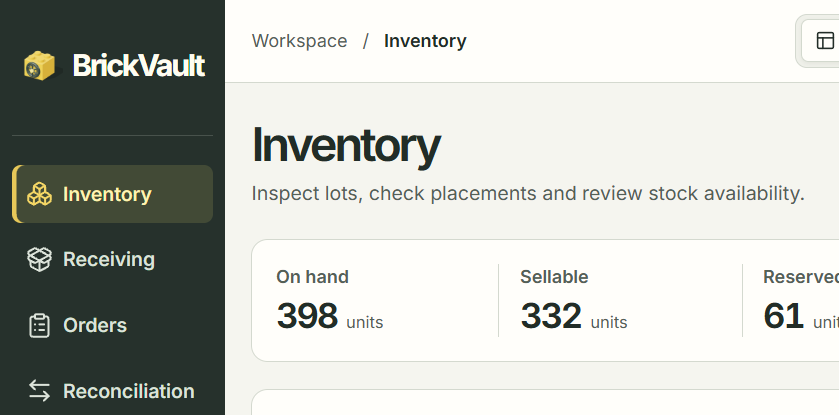 BrickVault
Workspace / Inventory
Inventory
Receiving
Orders
Reconciliation
Inventory
Inspect lots, check placements and review stock availability.
On hand
398 units
Sellable
332 units
Reserved
61